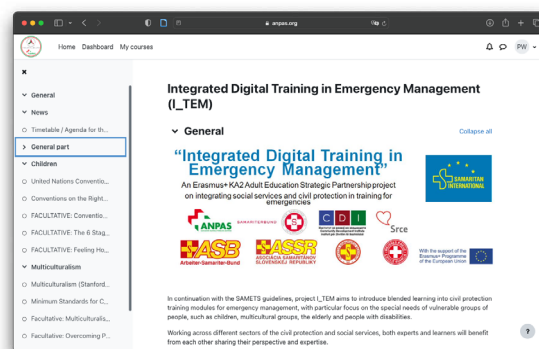 anpas.org
Home Dashboard My courses
PW
General
News
Timetable / Agenda for th...
General part
Children
United Nations Conventio...
Conventions on the Right...
FACULTATIVE: Conventio...
FACULTATIVE: The 6 Stag...
FACULTATIVE: Feeling Ho...
Multiculturalism
Multiculturalism (Stanford...
Minimum Standards for C...
Facultative: Multiculturalis...
Facultative: Overcoming P...
Integrated Digital Training in Emergency Management
(I_TEM)
General
Collapse all
“Integrated Digital Training in
Emergency Management”
An Erasmus+ KA2 Adult Education Strategic Partnership project
on integrating social services and civil protection in training for
emergencies
SAMARITAN
INTERNATIONAL
ANPAS
SAMARITERBUND
CDI
Srce
ASB
Arbeiter-Samariter-Bund
ASSR
ASOCIÁCIA SAMARITÁNOV
SLOVENSKEJ REPUBLIKY
With the support of the
Erasmus+ Programme
of the European Union
In continuation with the SAMETS guidelines, project I_TEM aims to introduce blended learning into civil protection
training modules for emergency management, with particular focus on the special needs of vulnerable groups of
people, such as children, multicultural groups, the elderly and people with disabilities.
Working across different sectors of the civil protection and social services, both experts and learners will benefit
from each other sharing their perspective and expertise.
?